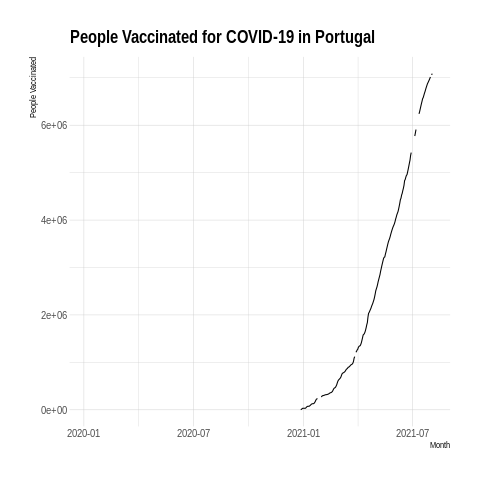 People Vaccinated for COVID-19 in Portugal
People Vaccinated
6e+06
4e+06
2e+06
0e+00
2020-01 2020-07 2021-01 2021-07
Month